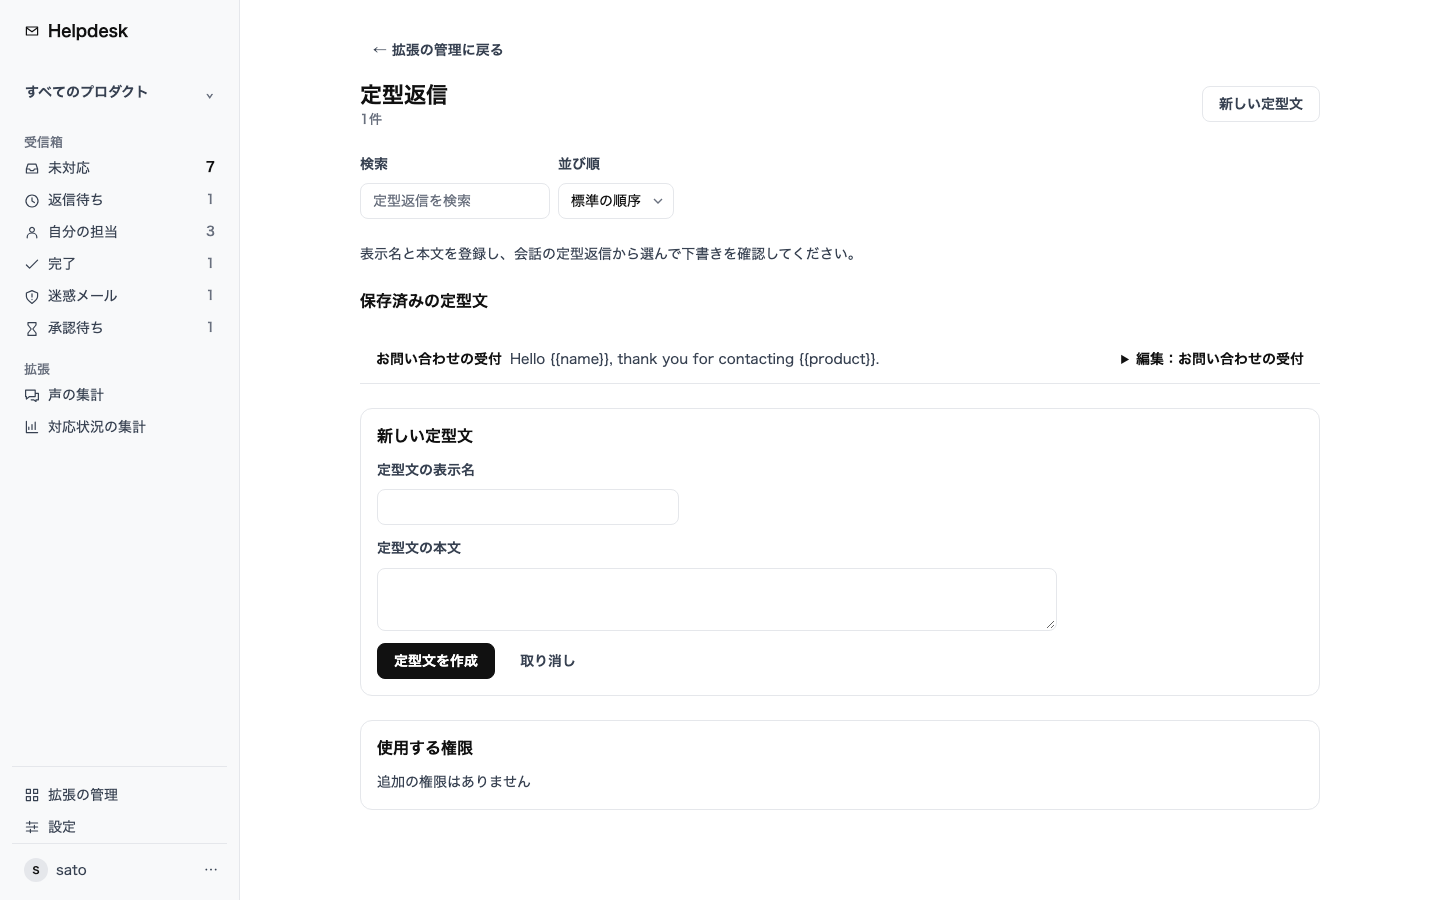 Helpdesk
すべてのプロダクト
受信箱
未対応 7
返信待ち 1
自分の担当 3
完了 1
迷惑メール 1
承認待ち 1
拡張
声の集計
対応状況の集計
拡張の管理
設定
S sato ...
← 拡張の管理に戻る
定型返信
1件
新しい定型文
検索 並び順
定型返信を検索 標準の順序
表示名と本文を登録し、会話の定型返信から選んで下書きを確認してください。
保存済みの定型文
お問い合わせの受付 Hello {{name}}, thank you for contacting {{product}}. ▶ 編集：お問い合わせの受付
新しい定型文
定型文の表示名
定型文の本文
定型文を作成 取り消し
使用する権限
追加の権限はありません